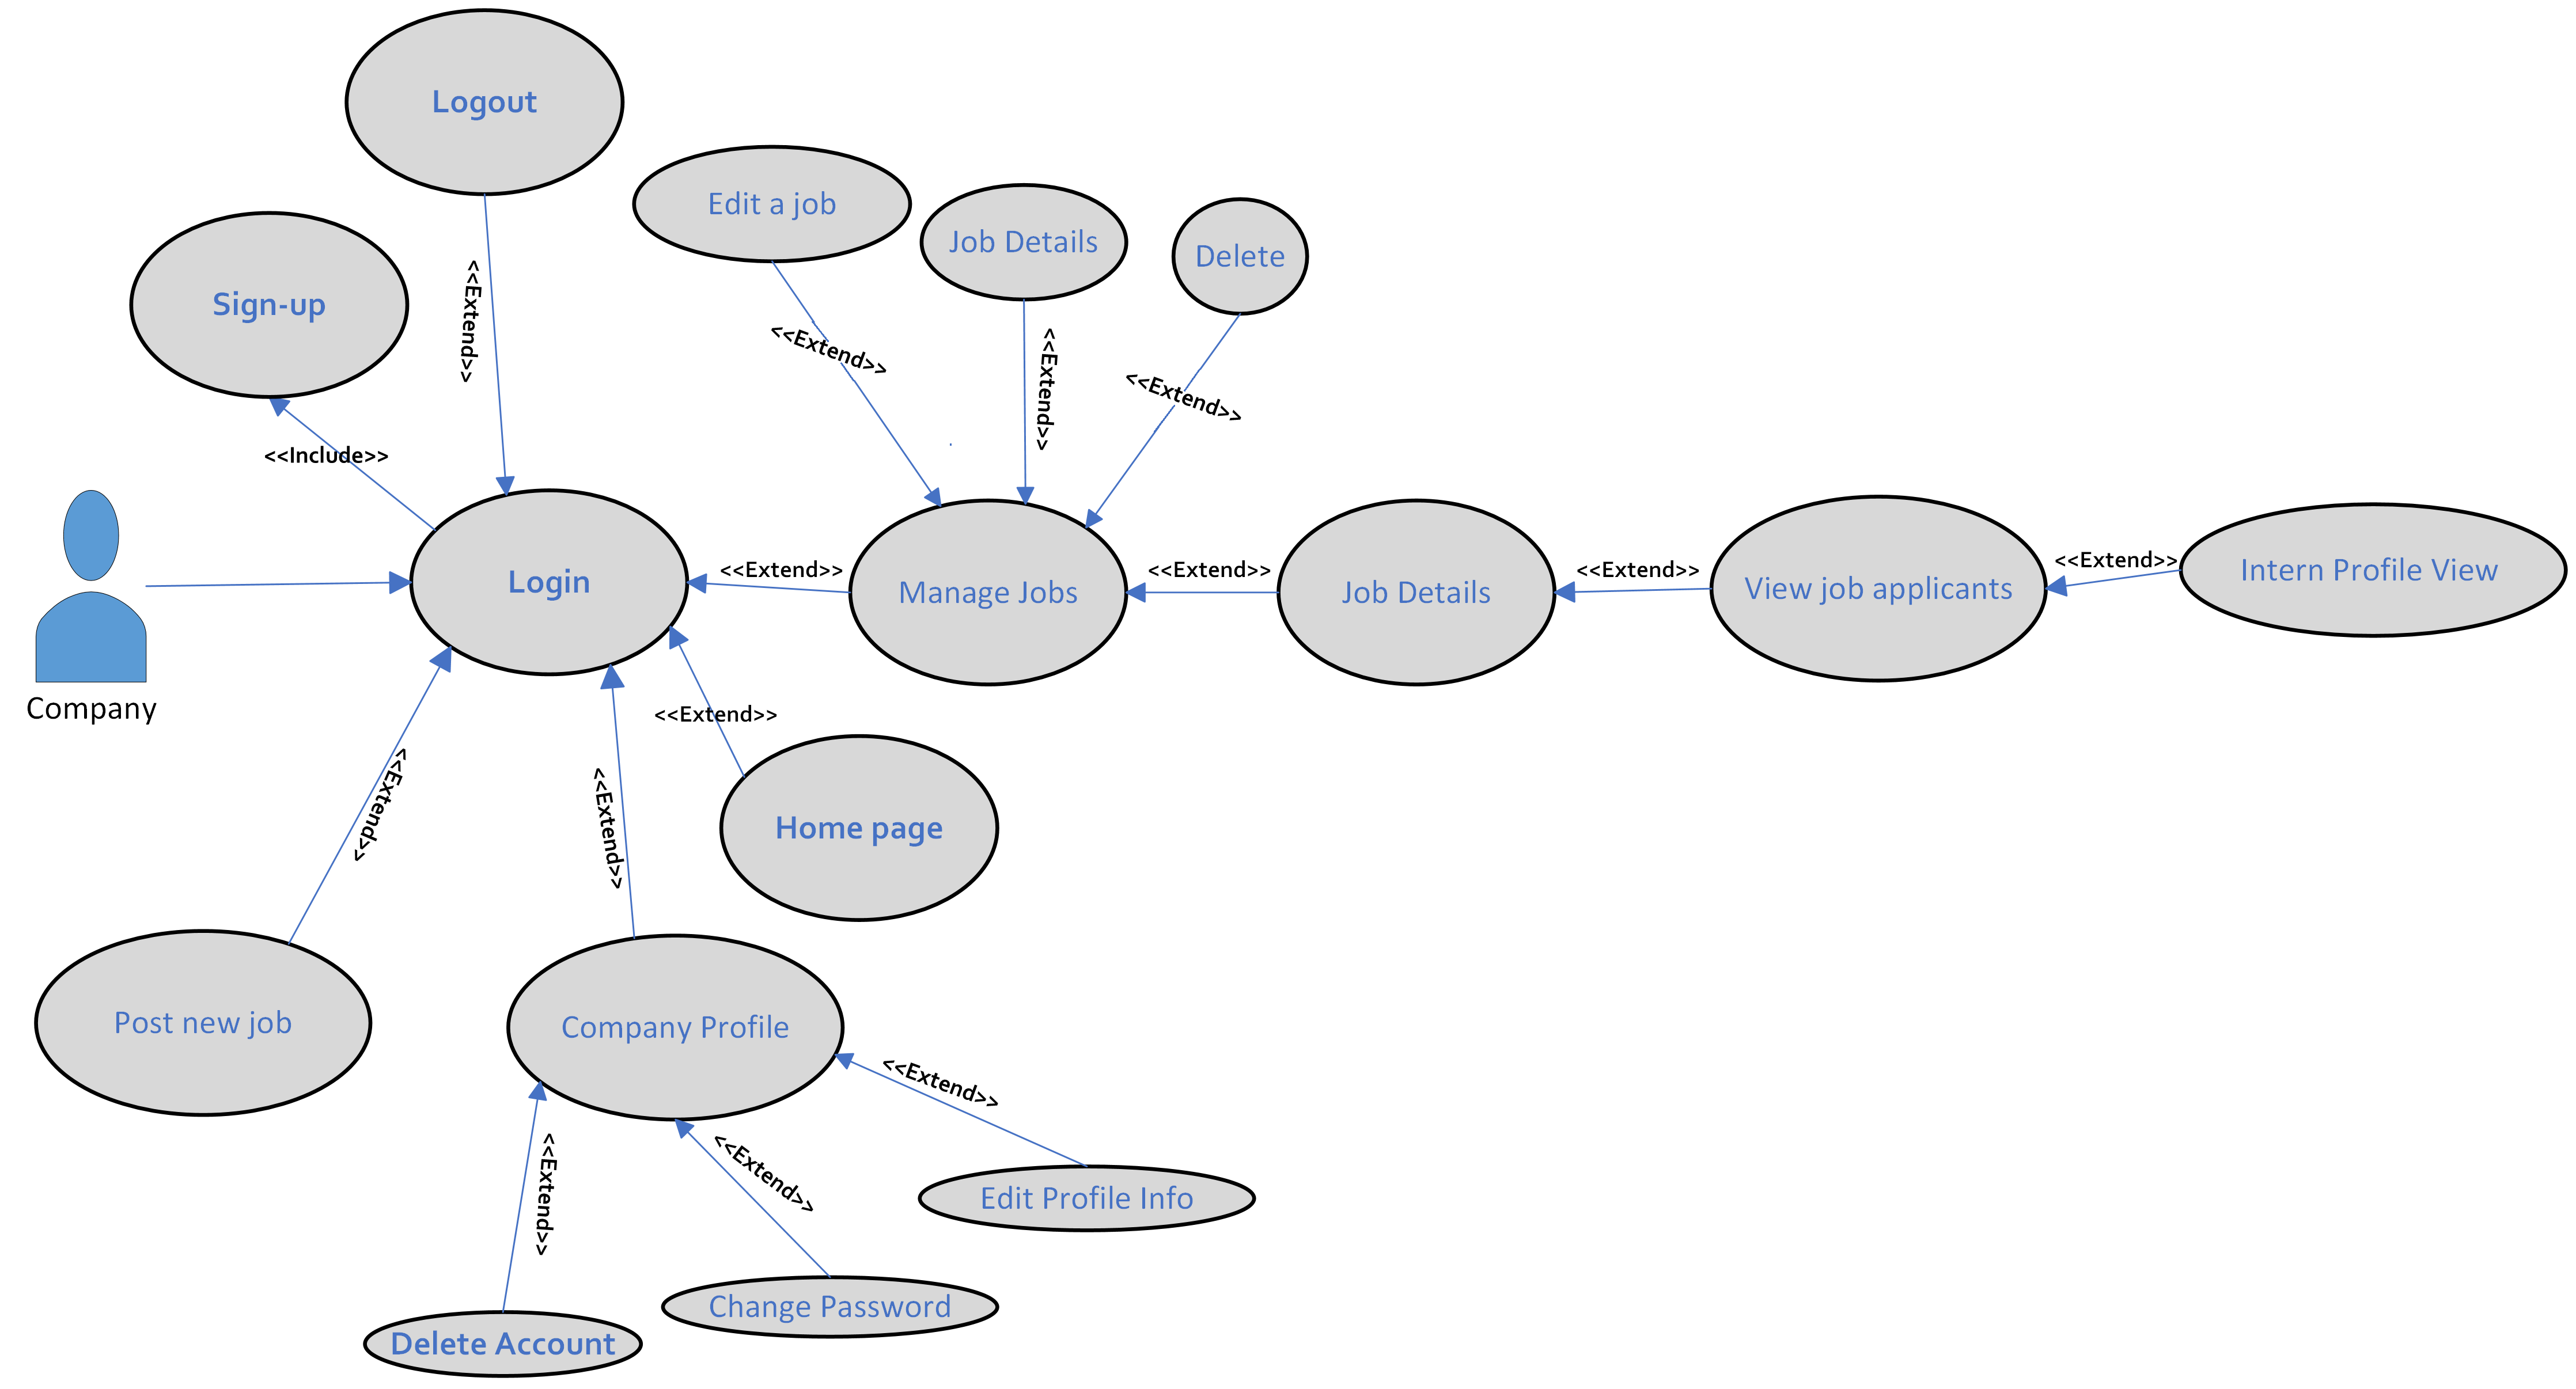 Logout
Edit a job
Job Details
Delete
Sign-up
<<Extend>>
<<Extend>>
<<Extend>>
<<Extend>>
<<Include>>
Company
Login
<<Extend>>
Manage Jobs
<<Extend>>
Job Details
<<Extend>>
View job applicants
<<Extend>>
Intern Profile View
<<Extend>>
<<Extend>>
<<Extend>>
Home page
Post new job
Company Profile
<<Extend>>
<<Extend>>
<<Extend>>
Edit Profile Info
Change Password
Delete Account